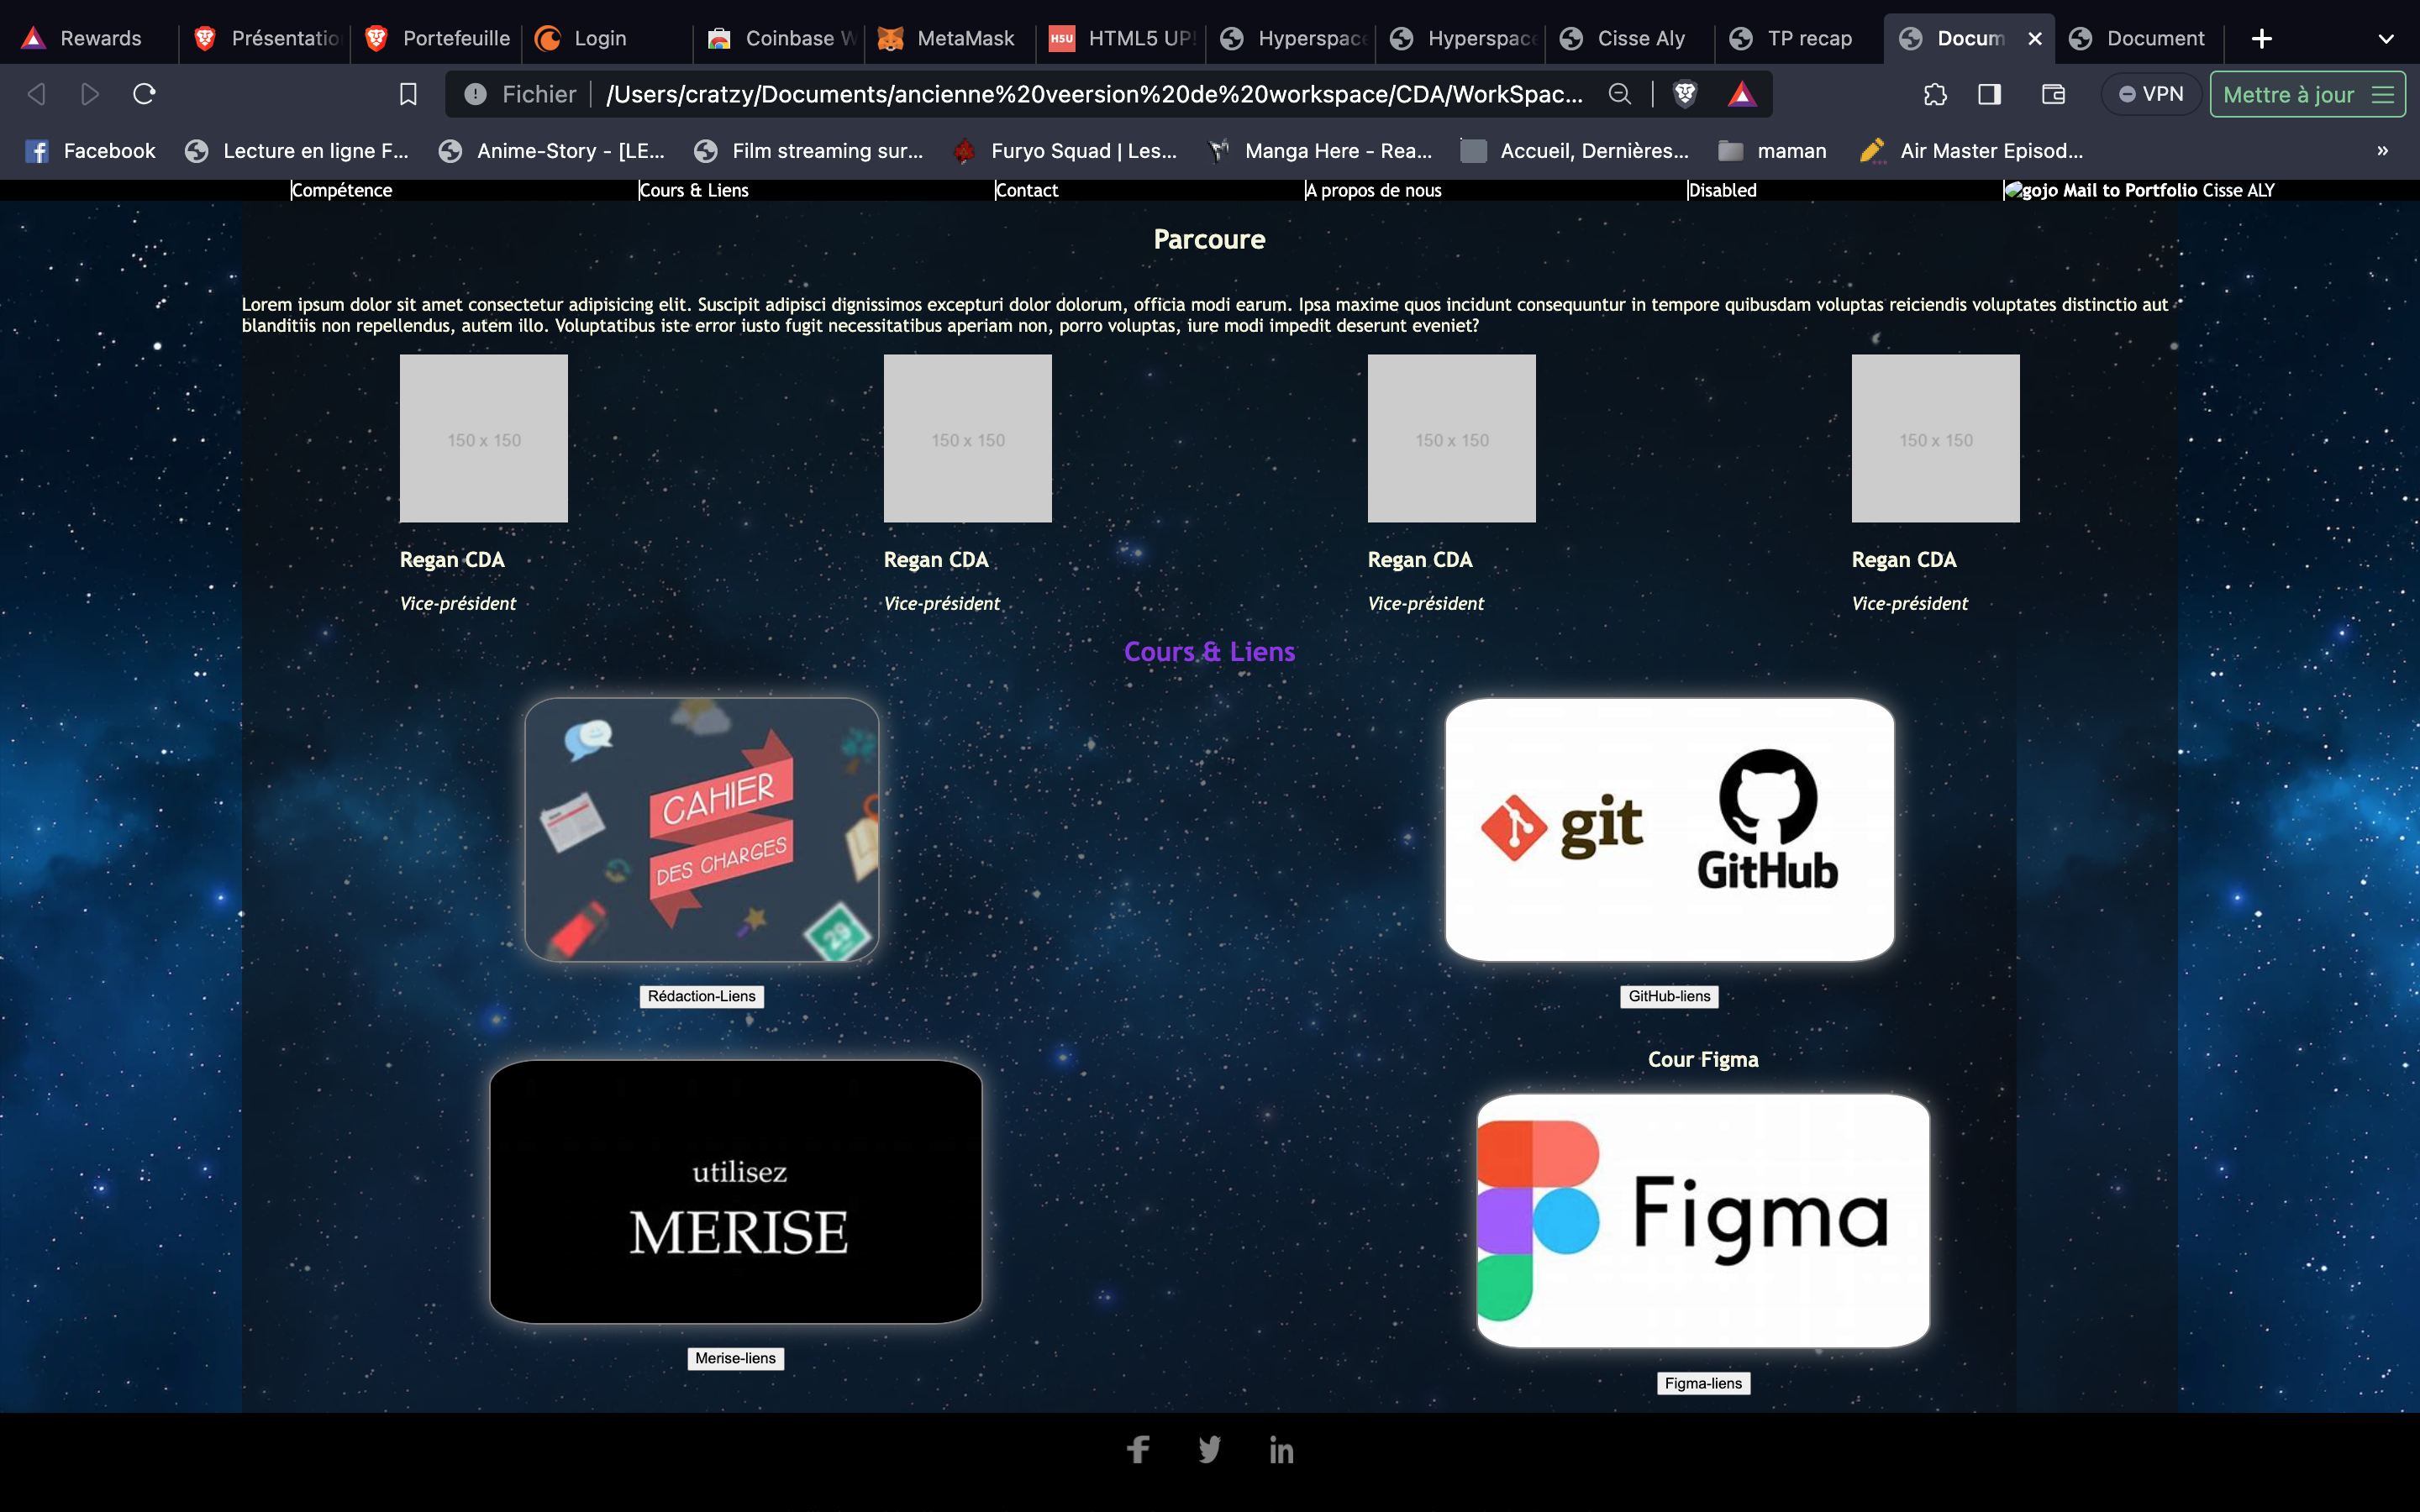 Rewards Présentatio Portefeuille Login Coinbase W MetaMask H5U HTML5 UP! Hyperspace Hyperspace Cisse Aly TP recap Docum Document
Fichier /Users/cratzy/Documents/ancienne%20veersion%20de%20workspace/CDA/WorkSpac... VPN Mettre à jour
Facebook Lecture en ligne F... Anime-Story - [LE... Film streaming sur... Furyo Squad | Les... Manga Here - Rea... Accueil, Dernières... maman Air Master Episod... »
Compétence Cours & Liens Contact A propos de nous Disabled gojo Mail to Portfolio Cisse ALY
Parcoure
Lorem ipsum dolor sit amet consectetur adipisicing elit. Suscipit adipisci dignissimos excepturi dolor dolorum, officia modi earum. Ipsa maxime quos incidunt consequuntur in tempore quibusdam voluptas reiciendis voluptates distinctio aut
blanditiis non repellendus, autem illo. Voluptatibus iste error iusto fugit necessitatibus aperiam non, porro voluptas, iure modi impedit deserunt eveniet?
150 x 150 150 x 150 150 x 150 150 x 150
Regan CDA Regan CDA Regan CDA Regan CDA
Vice-président Vice-président Vice-président Vice-président
Cours & Liens
CAHIER
DES CHARGES
29
git
GitHub
Rédaction-Liens GitHub-liens
Cour Figma
utilisez
MERISE
Figma
Merise-liens
Figma-liens